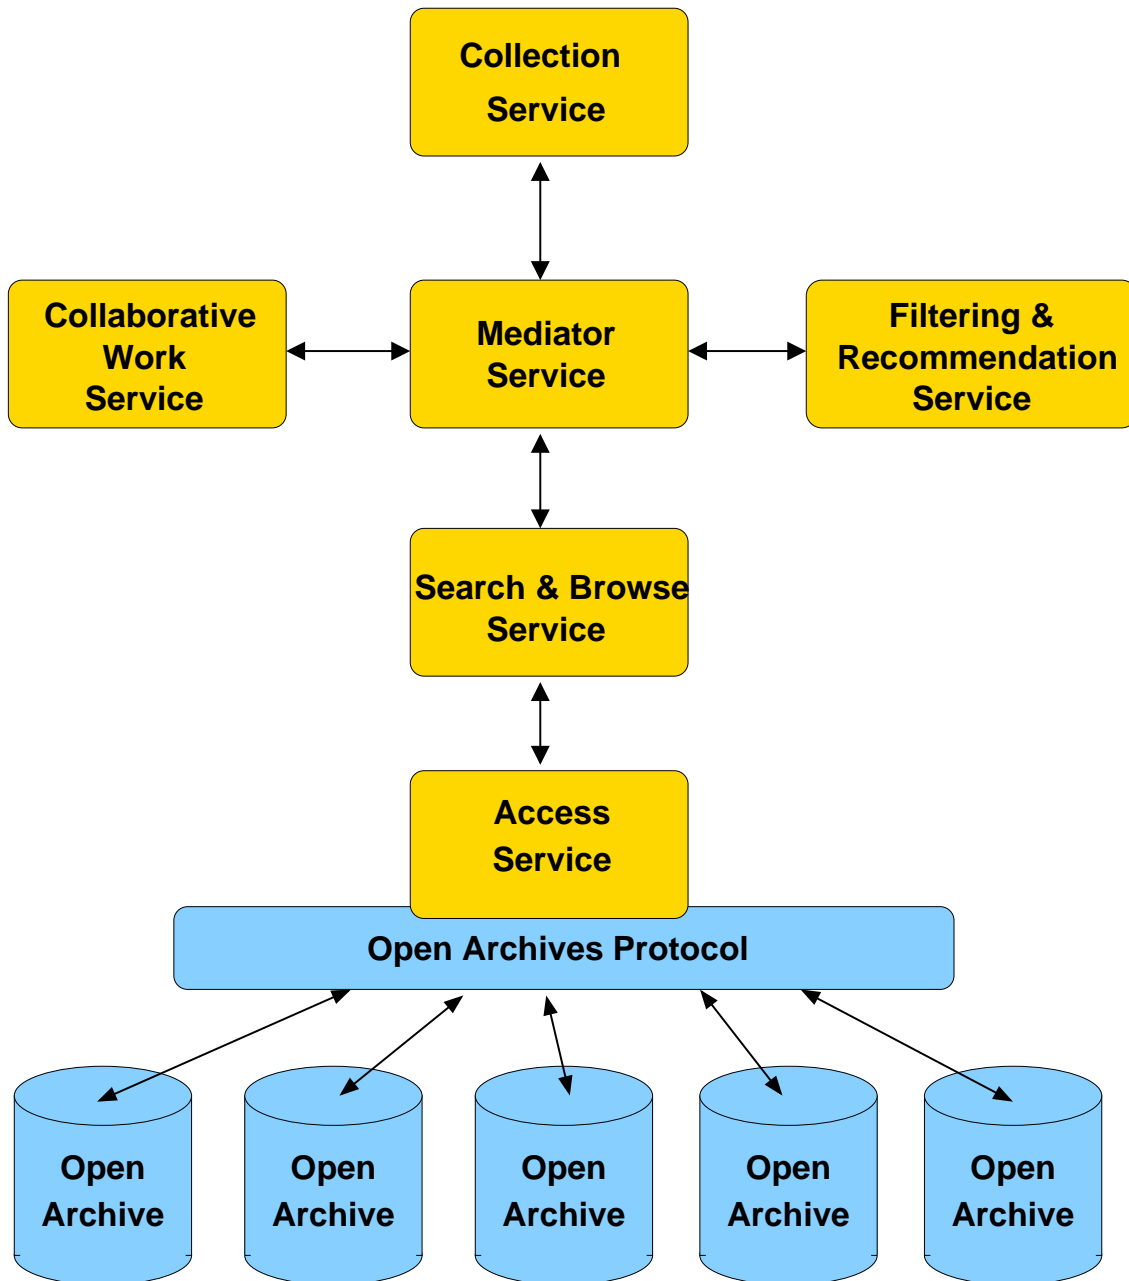 Collection
Service
Collaborative
Work
Service
Mediator
Service
Filtering &
Recommendation
Service
Search & Browse
Service
Access
Service
Open Archives Protocol
Open
Archive
Open
Archive
Open
Archive
Open
Archive
Open
Archive